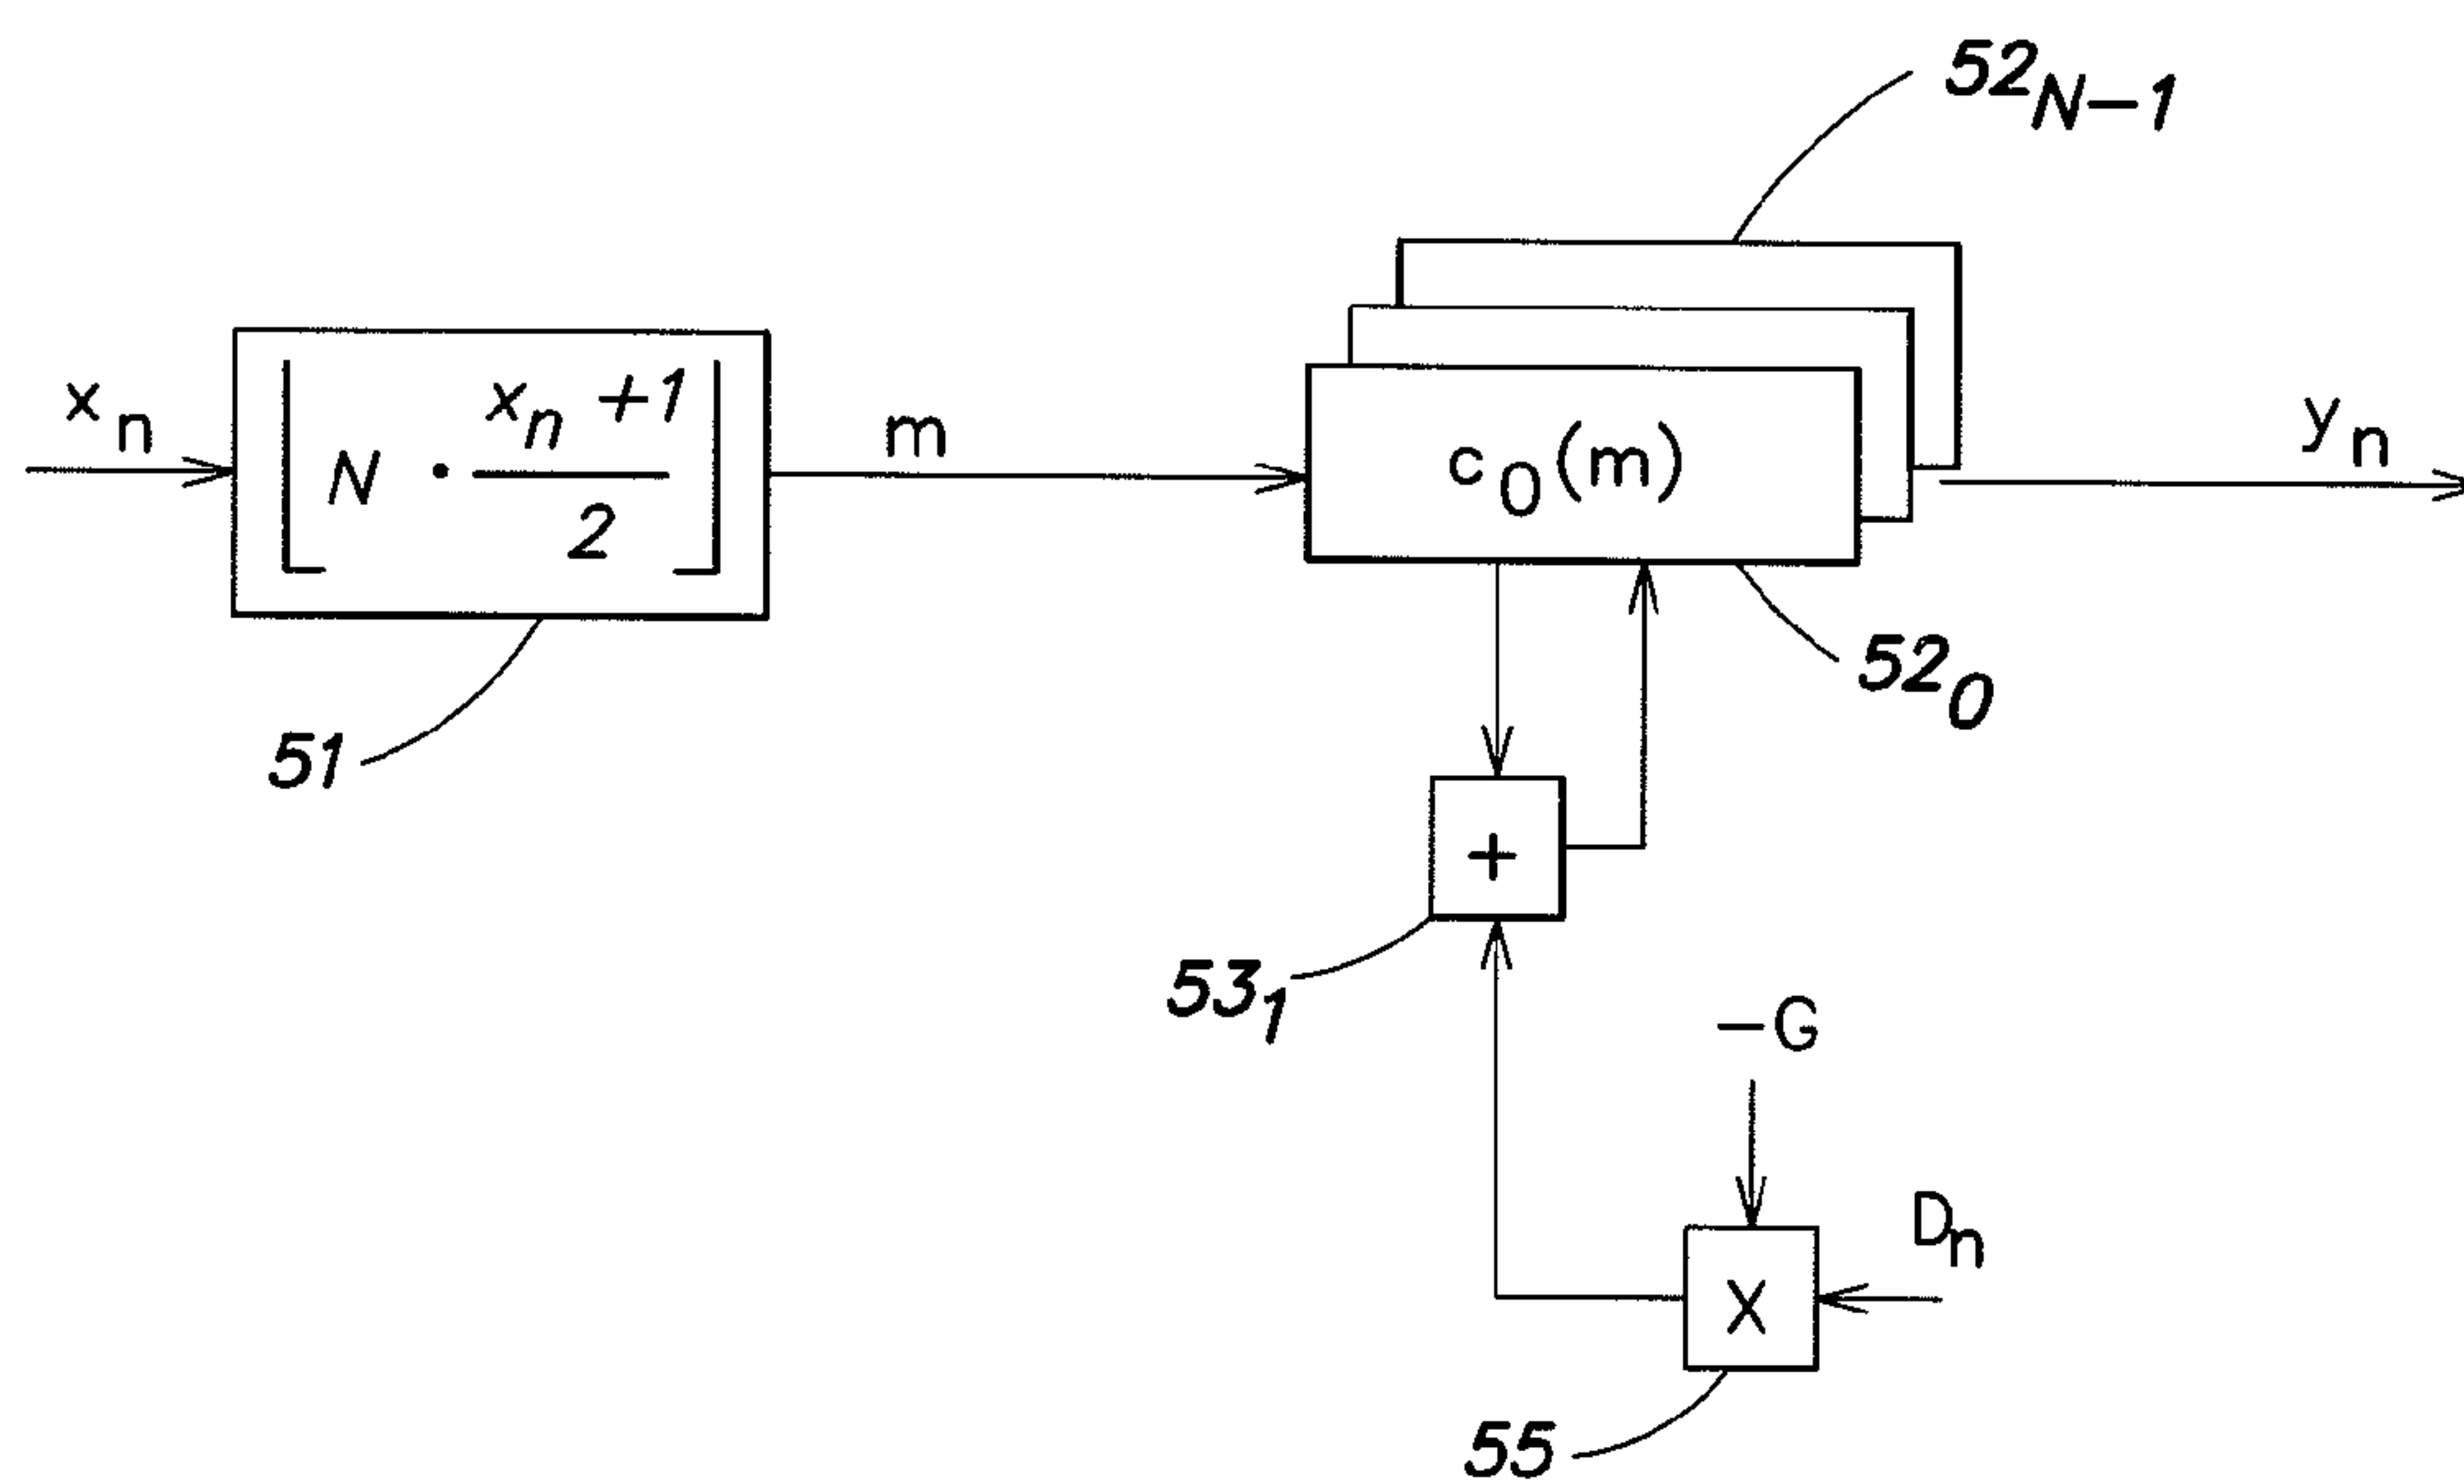 52N−1
xn
⌊N · (xn +1)/2⌋
m
c0(m)
yn
520
51
+
531
−G
Dn
X
55